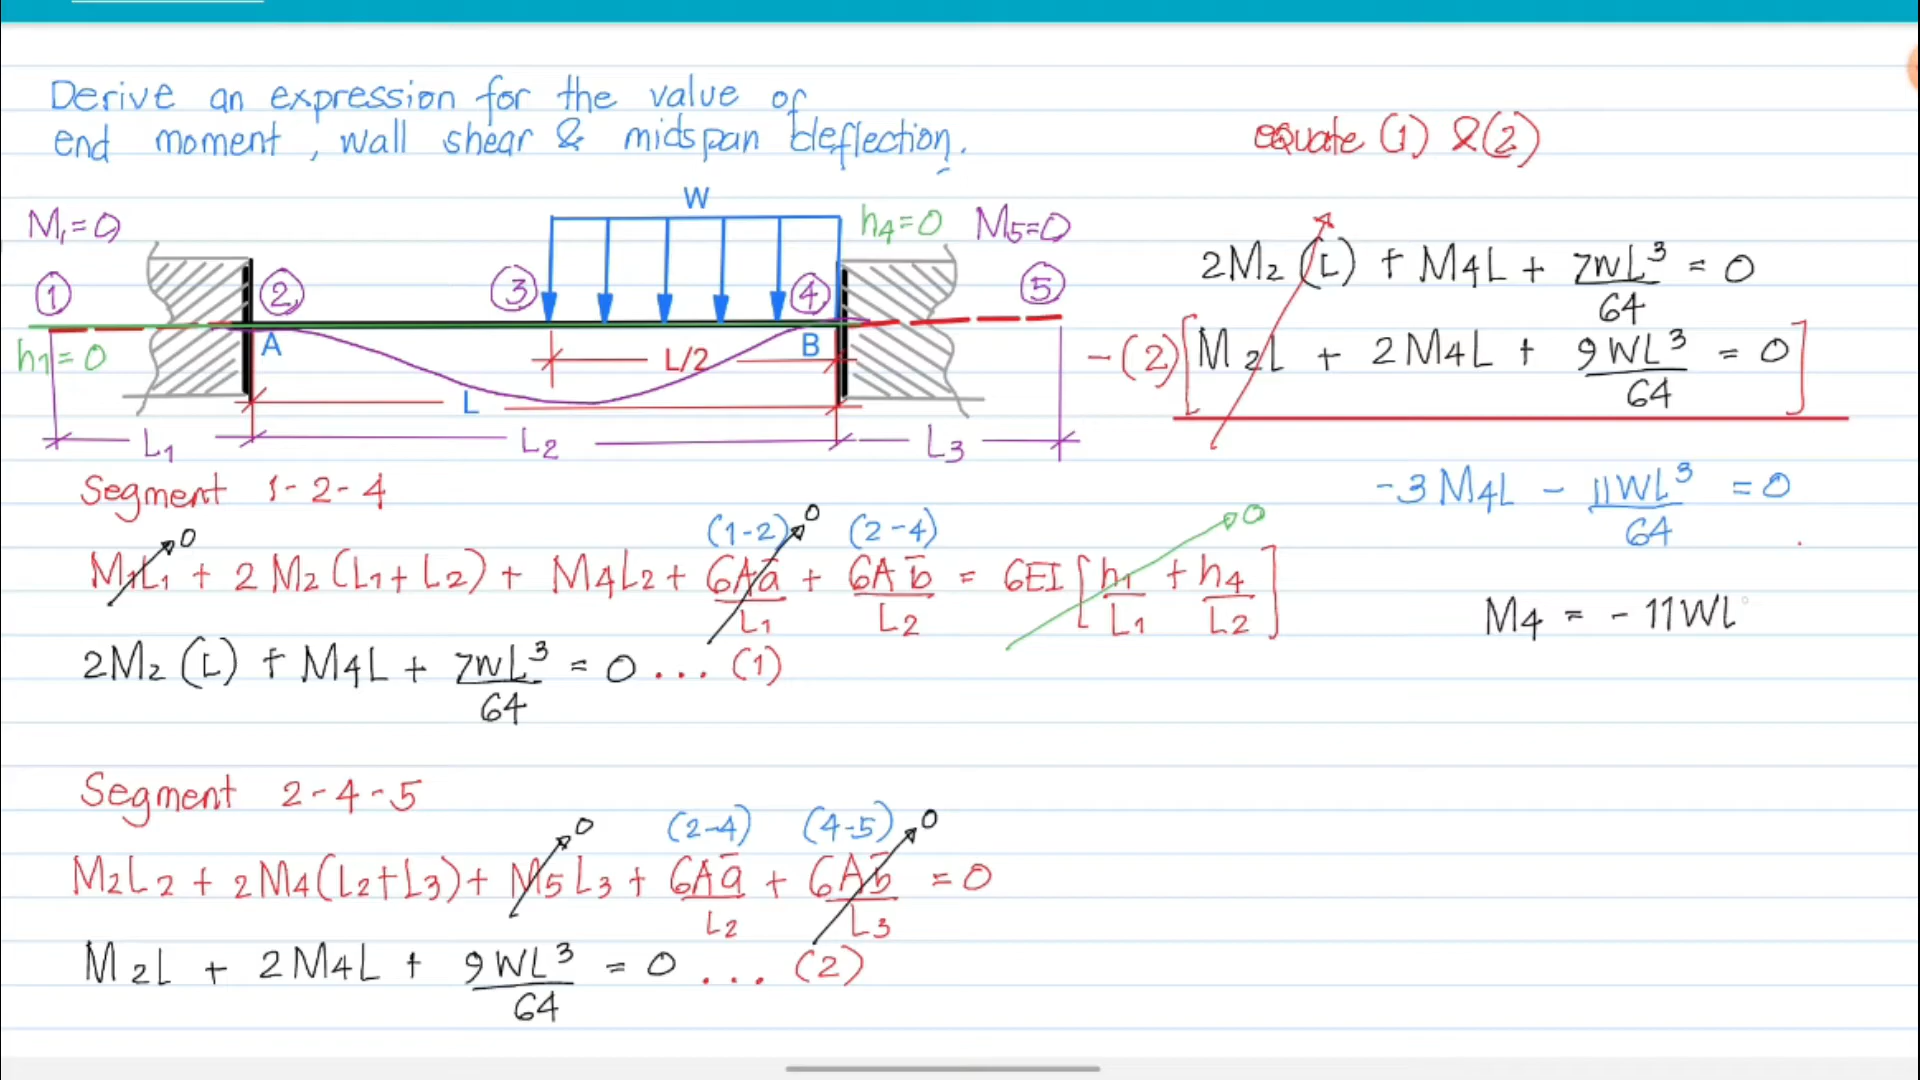 Derive an expression for the value of
end moment, wall shear & midspan deflection.
equate (1) & (2)
W
M₁=0
h4=0 M5=0
1 2 3 4 5
A B
h1=0
L/2
L
L₁ L2 L3
2M2 (L) + M4L + 7WL³/64 = 0
-(2) [M2L + 2M4L + 9WL³/64 = 0]
-3M4L - 11WL³/64 = 0
M4 = - 11WL
Segment 1-2-4
0 (1-2) 0 (2-4) 0
M1L1 + 2M2(L1+L2) + M4L2 + 6Aā/L1 + 6Ab̄/L2 = 6EI [h1/L1 + h4/L2]
2M2 (L) + M4L + 7WL³/64 = 0 ... (1)
Segment 2-4-5
0 (2-4) (4-5) 0
M2L2 + 2M4(L2+L3) + M5L3 + 6Aā/L2 + 6Ab̄/L3 = 0
M2L + 2M4L + 9WL³/64 = 0 ... (2)